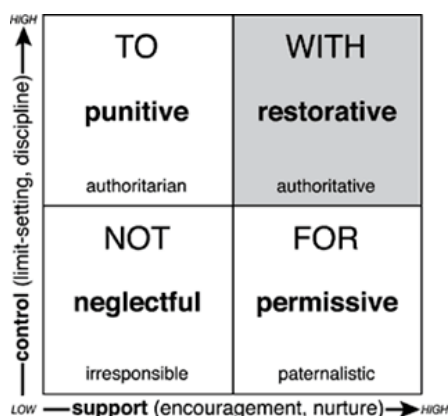 HIGH
control (limit-setting, discipline)
TO
punitive
authoritarian
WITH
restorative
authoritative
NOT
neglectful
irresponsible
FOR
permissive
paternalistic
LOW
support (encouragement, nurture)
HIGH